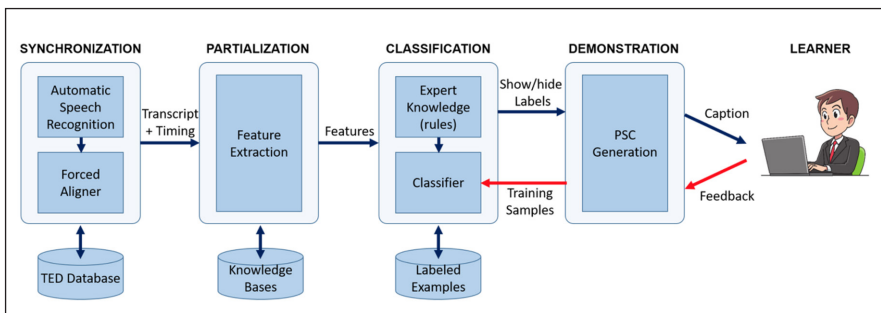 SYNCHRONIZATION
PARTIALIZATION
CLASSIFICATION
DEMONSTRATION
LEARNER
Automatic
Speech
Recognition
Forced
Aligner
TED Database
Transcript
+ Timing
Feature
Extraction
Knowledge
Bases
Features
Expert
Knowledge
(rules)
Classifier
Labeled
Examples
Show/hide
Labels
Training
Samples
PSC
Generation
Caption
Feedback